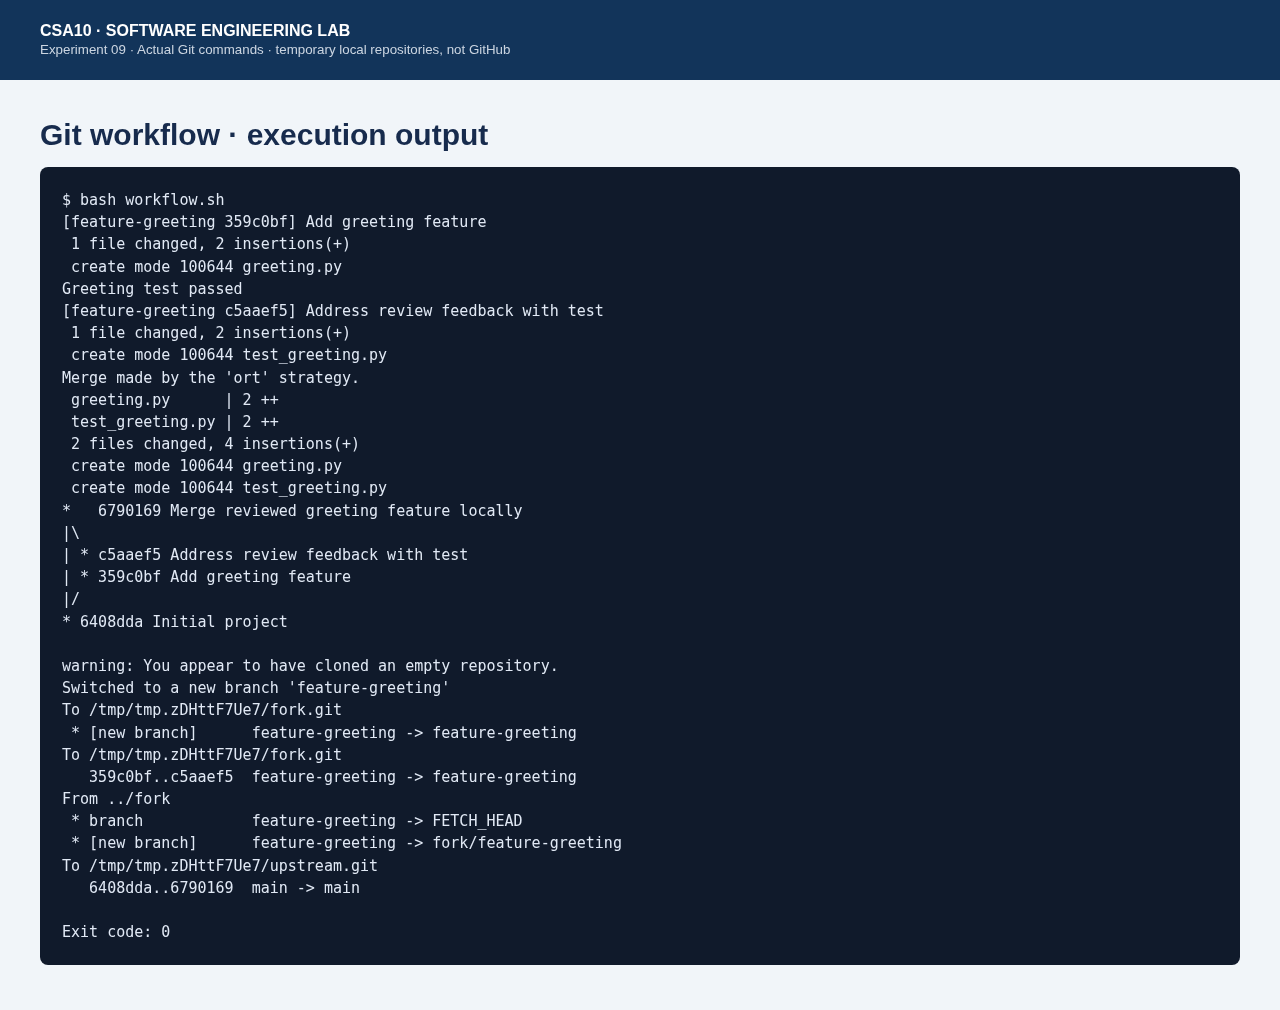 CSA10 · SOFTWARE ENGINEERING LAB
Experiment 09 · Actual Git commands · temporary local repositories, not GitHub
Git workflow · execution output
$ bash workflow.sh
[feature-greeting 359c0bf] Add greeting feature
 1 file changed, 2 insertions(+)
 create mode 100644 greeting.py
Greeting test passed
[feature-greeting c5aaef5] Address review feedback with test
 1 file changed, 2 insertions(+)
 create mode 100644 test_greeting.py
Merge made by the 'ort' strategy.
 greeting.py      | 2 ++
 test_greeting.py | 2 ++
 2 files changed, 4 insertions(+)
 create mode 100644 greeting.py
 create mode 100644 test_greeting.py
*   6790169 Merge reviewed greeting feature locally
|\
| * c5aaef5 Address review feedback with test
| * 359c0bf Add greeting feature
|/
* 6408dda Initial project

warning: You appear to have cloned an empty repository.
Switched to a new branch 'feature-greeting'
To /tmp/tmp.zDHttF7Ue7/fork.git
 * [new branch]      feature-greeting -> feature-greeting
To /tmp/tmp.zDHttF7Ue7/fork.git
   359c0bf..c5aaef5  feature-greeting -> feature-greeting
From ../fork
 * branch            feature-greeting -> FETCH_HEAD
 * [new branch]      feature-greeting -> fork/feature-greeting
To /tmp/tmp.zDHttF7Ue7/upstream.git
   6408dda..6790169  main -> main

Exit code: 0